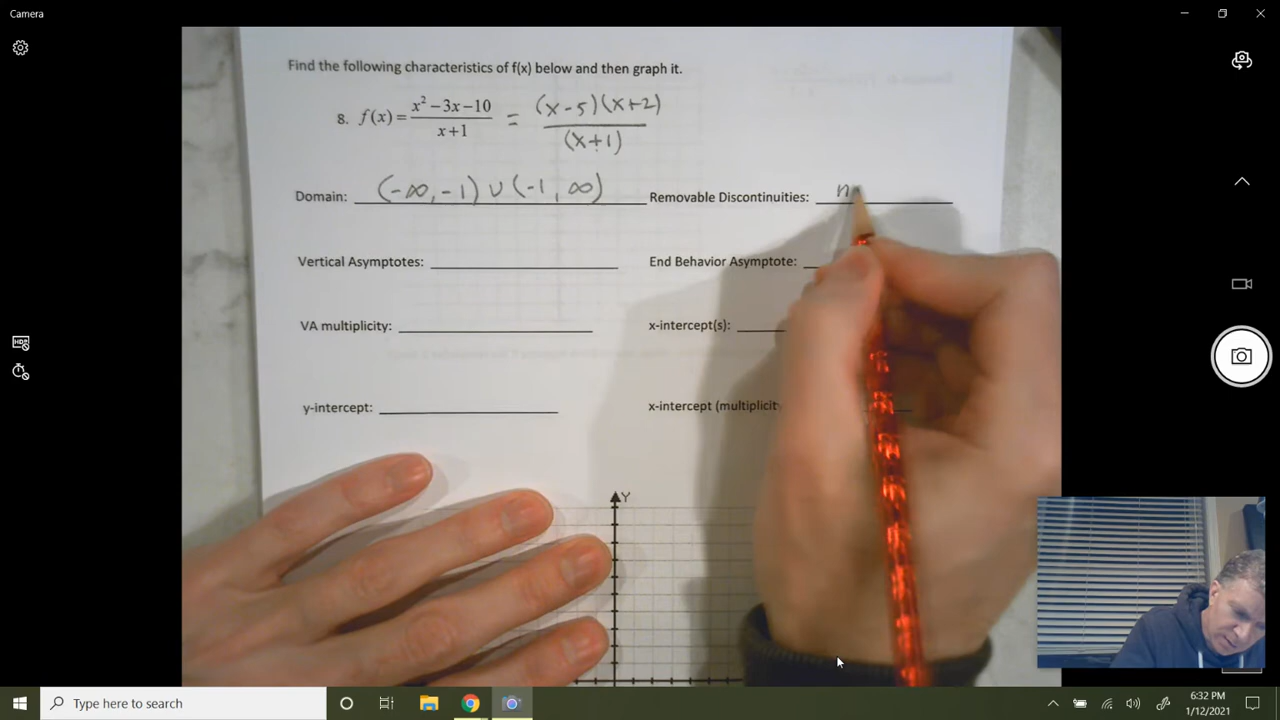 Camera
Find the following characteristics of f(x) below and then graph it.
8. f(x) = x² – 3x – 10 / x + 1 = (x-5)(x+2) / (x+1)
Domain: (-∞, -1) ∪ (-1, ∞) Removable Discontinuities:
Vertical Asymptotes: End Behavior Asymptote:
VA multiplicity: x-intercept(s):
y-intercept: x-intercept
Y
HDR
Type here to search
6:32 PM
1/12/2021